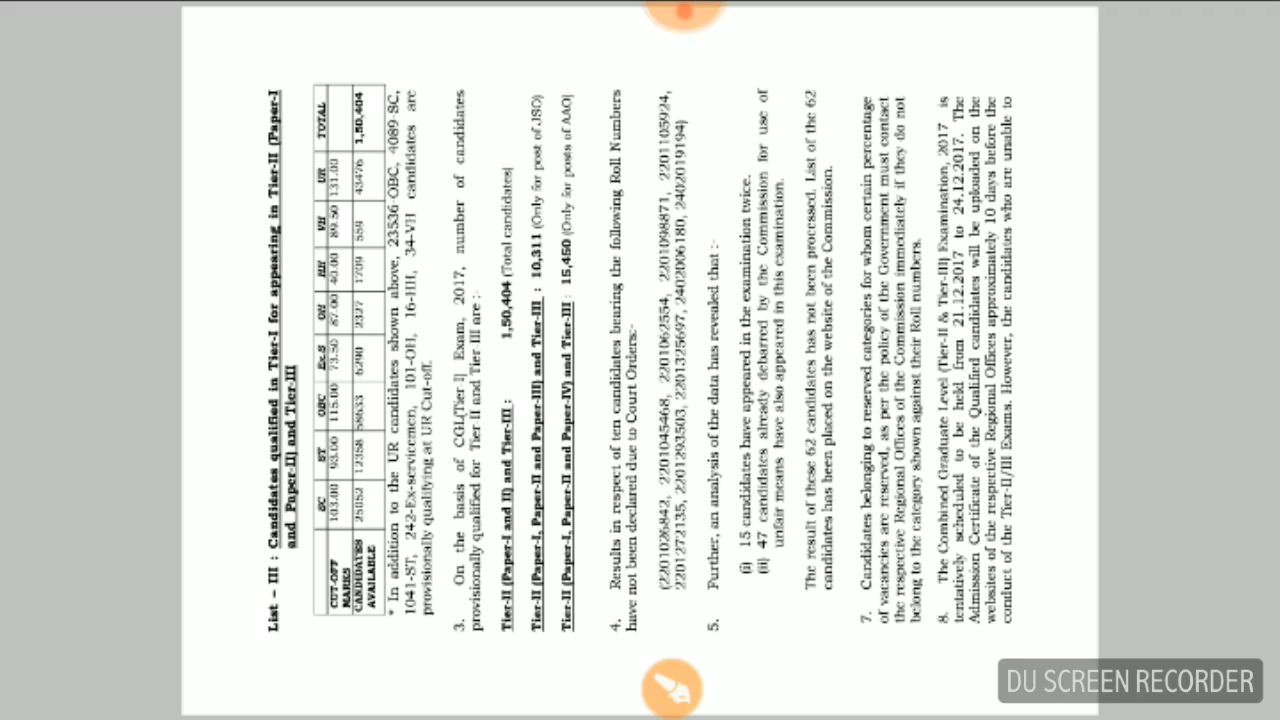 List – III : Candidates qualified in Tier-I for appearing in Tier-II (Paper-I
and Paper-II) and Tier-III
SC ST OBC ExS OH HH VH UR TOTAL
CUT-OFF MARKS 103.00 93.00 115.00 73.50 87.00 40.00 89.50 131.00
CANDIDATES AVAILABLE 25052 12358 58633 6290 2327 1709 559 43476 1,50,404
* In addition to the UR candidates shown above, 23536-OBC, 4089-SC,
1041-ST, 242-Ex-servicemen, 101-OH, 16-HH, 34-VH candidates are
provisionally qualifying at UR Cut-off.
3. On the basis of CGL(Tier-I) Exam, 2017, number of candidates
provisionally qualified for Tier-II and Tier-III are :-
Tier-II (Paper-I and II) and Tier-III : 1,50,404 (Total candidates)
Tier-II (Paper-I, Paper-II and Paper-III) and Tier-III : 10,311 (Only for post of JSO)
Tier-II (Paper-I, Paper-II and Paper-IV) and Tier-III : 15,450 (Only for posts of AAO)
4. Results in respect of ten candidates bearing the following Roll Numbers
have not been declared due to Court Orders:-
(2201026842, 2201045468, 2201062554, 2201098871, 2201105924,
2201272135, 2201293503, 2201325697, 2402006180, 2402019194)
5. Further, an analysis of the data has revealed that :-
(i) 15 candidates have appeared in the examination twice.
(ii) 47 candidates already debarred by the Commission for use of
unfair means have also appeared in this examination.
The result of these 62 candidates has not been processed. List of the 62
candidates has been placed on the website of the Commission.
7. Candidates belonging to reserved categories for whom certain percentage
of vacancies are reserved, as per the policy of the Government must contact
the respective Regional Offices of the Commission immediately if they do not
belong to the category shown against their Roll numbers.
8. The Combined Graduate Level (Tier-II & Tier-III) Examination, 2017 is
tentatively scheduled to be held from 21.12.2017 to 24.12.2017. The
Admission Certificate of the Qualified candidates will be uploaded on the
websites of the respective Regional Offices approximately 10 days before the
conduct of the Tier-II/III Exams. However, the candidates who are unable to
DU SCREEN RECORDER